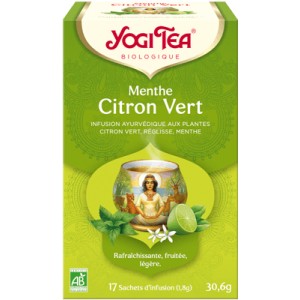 YOGI TEA
BIOLOGIQUE
Menthe
Citron Vert
INFUSION AYURVÉDIQUE AUX PLANTES
CITRON VERT, RÉGLISSE, MENTHE
Rafraîchissante, fruitée,
légère.
AB
17 Sachets d'infusion (1,8g)
30,6g